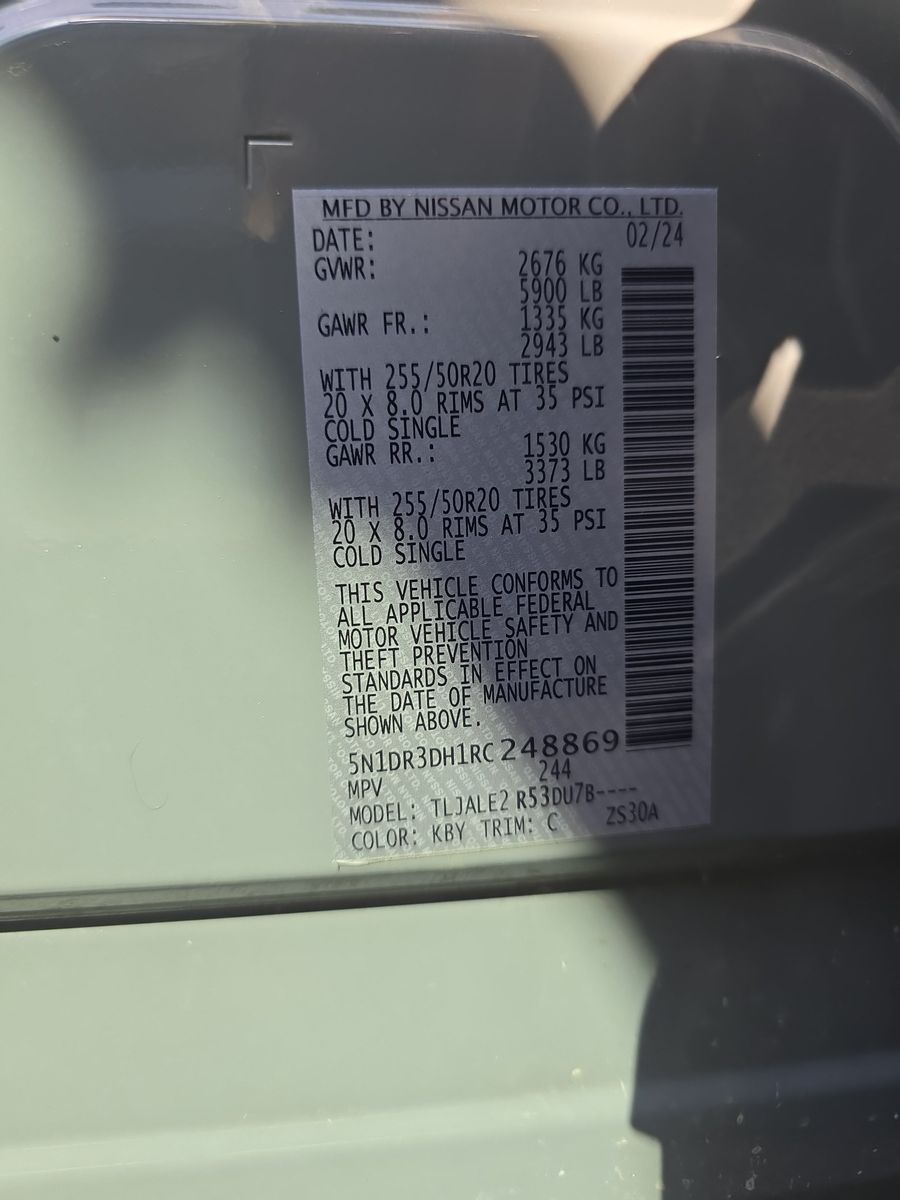 MFD BY NISSAN MOTOR CO., LTD.
DATE: 02/24
GVWR: 2676 KG
5900 LB
GAWR FR.: 1335 KG
2943 LB
WITH 255/50R20 TIRES
20 X 8.0 RIMS AT 35 PSI
COLD SINGLE
GAWR RR.: 1530 KG
3373 LB
WITH 255/50R20 TIRES
20 X 8.0 RIMS AT 35 PSI
COLD SINGLE
THIS VEHICLE CONFORMS TO
ALL APPLICABLE FEDERAL
MOTOR VEHICLE SAFETY AND
THEFT PREVENTION
STANDARDS IN EFFECT ON
THE DATE OF MANUFACTURE
SHOWN ABOVE.
5N1DR3DH1RC248869
MPV 244
MODEL: TLJALE2 R53DU7B----
COLOR: KBY TRIM: C ZS30A